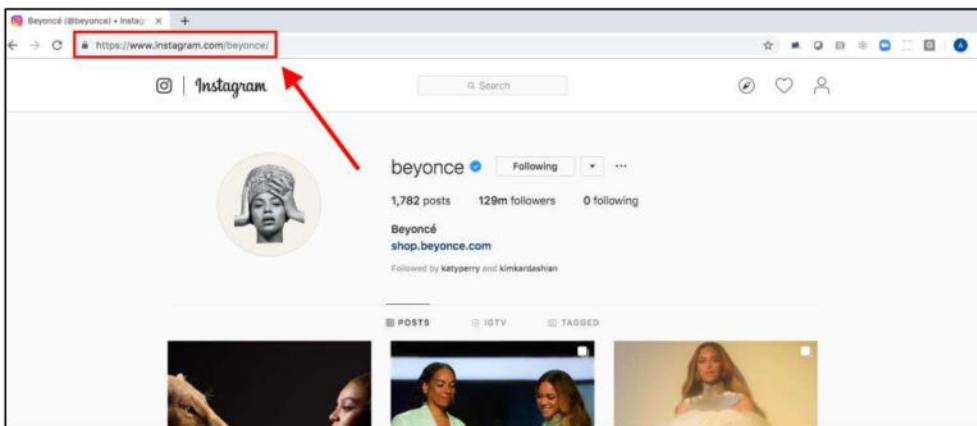 Beyoncé (@beyonce) • Instag
https://www.instagram.com/beyonce/
Instagram
Search
beyonce
Following
1,782 posts 129m followers 0 following
Beyoncé
shop.beyonce.com
Followed by katyperry and kimkardashian
POSTS IGTV TAGGED